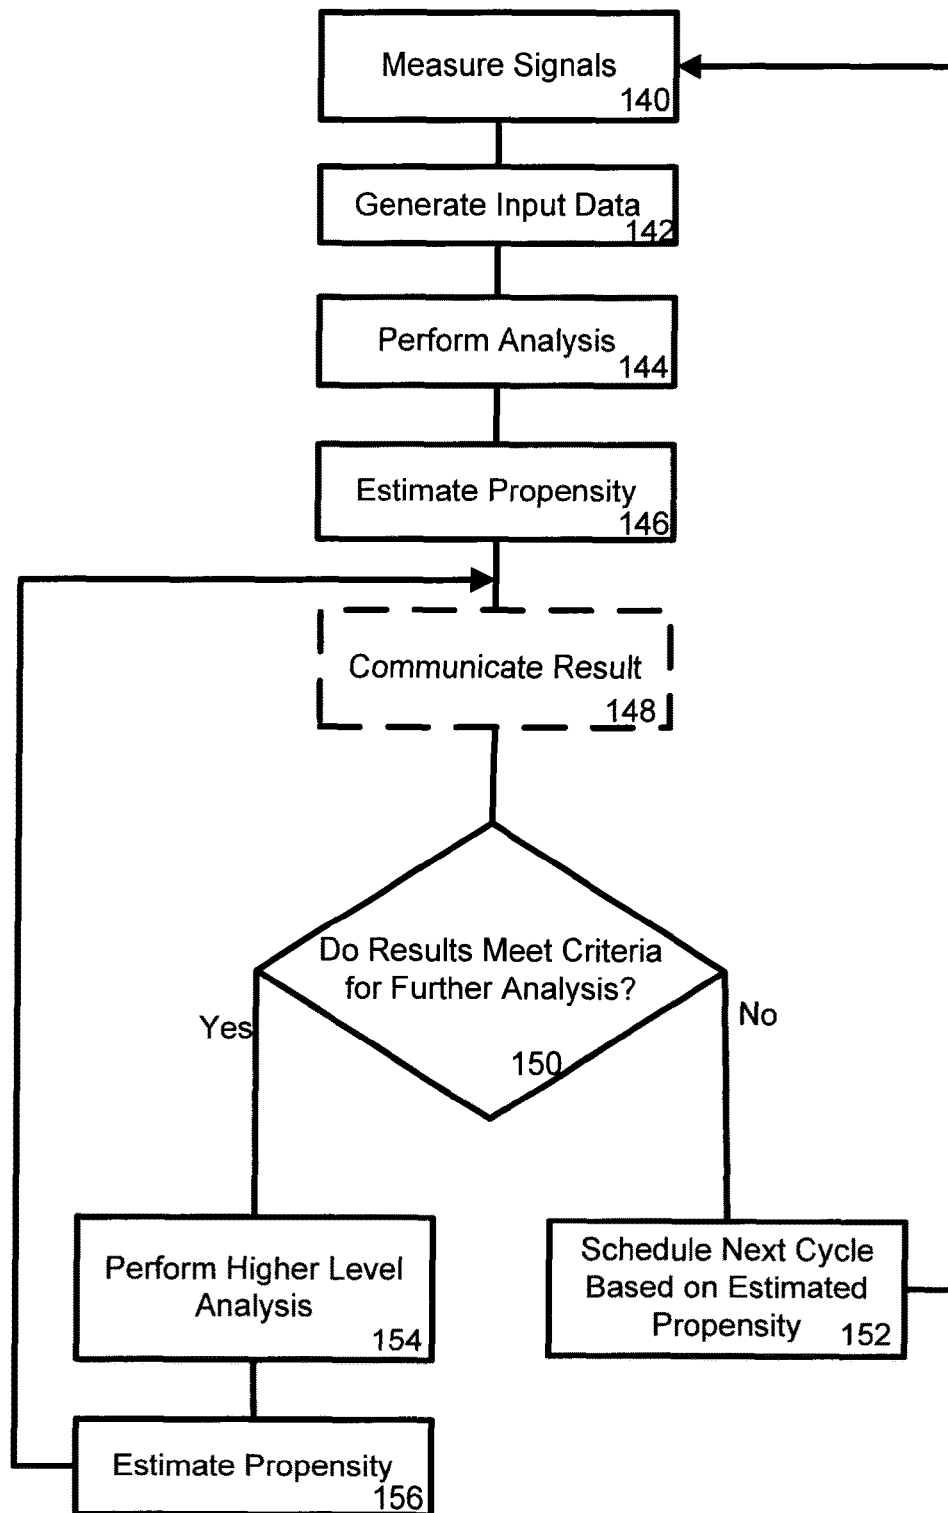 Measure Signals
140
Generate Input Data
142
Perform Analysis
144
Estimate Propensity
146
Communicate Result
148
Do Results Meet Criteria
for Further Analysis?
150
Yes
No
Perform Higher Level
Analysis
154
Schedule Next Cycle
Based on Estimated
Propensity
152
Estimate Propensity
156